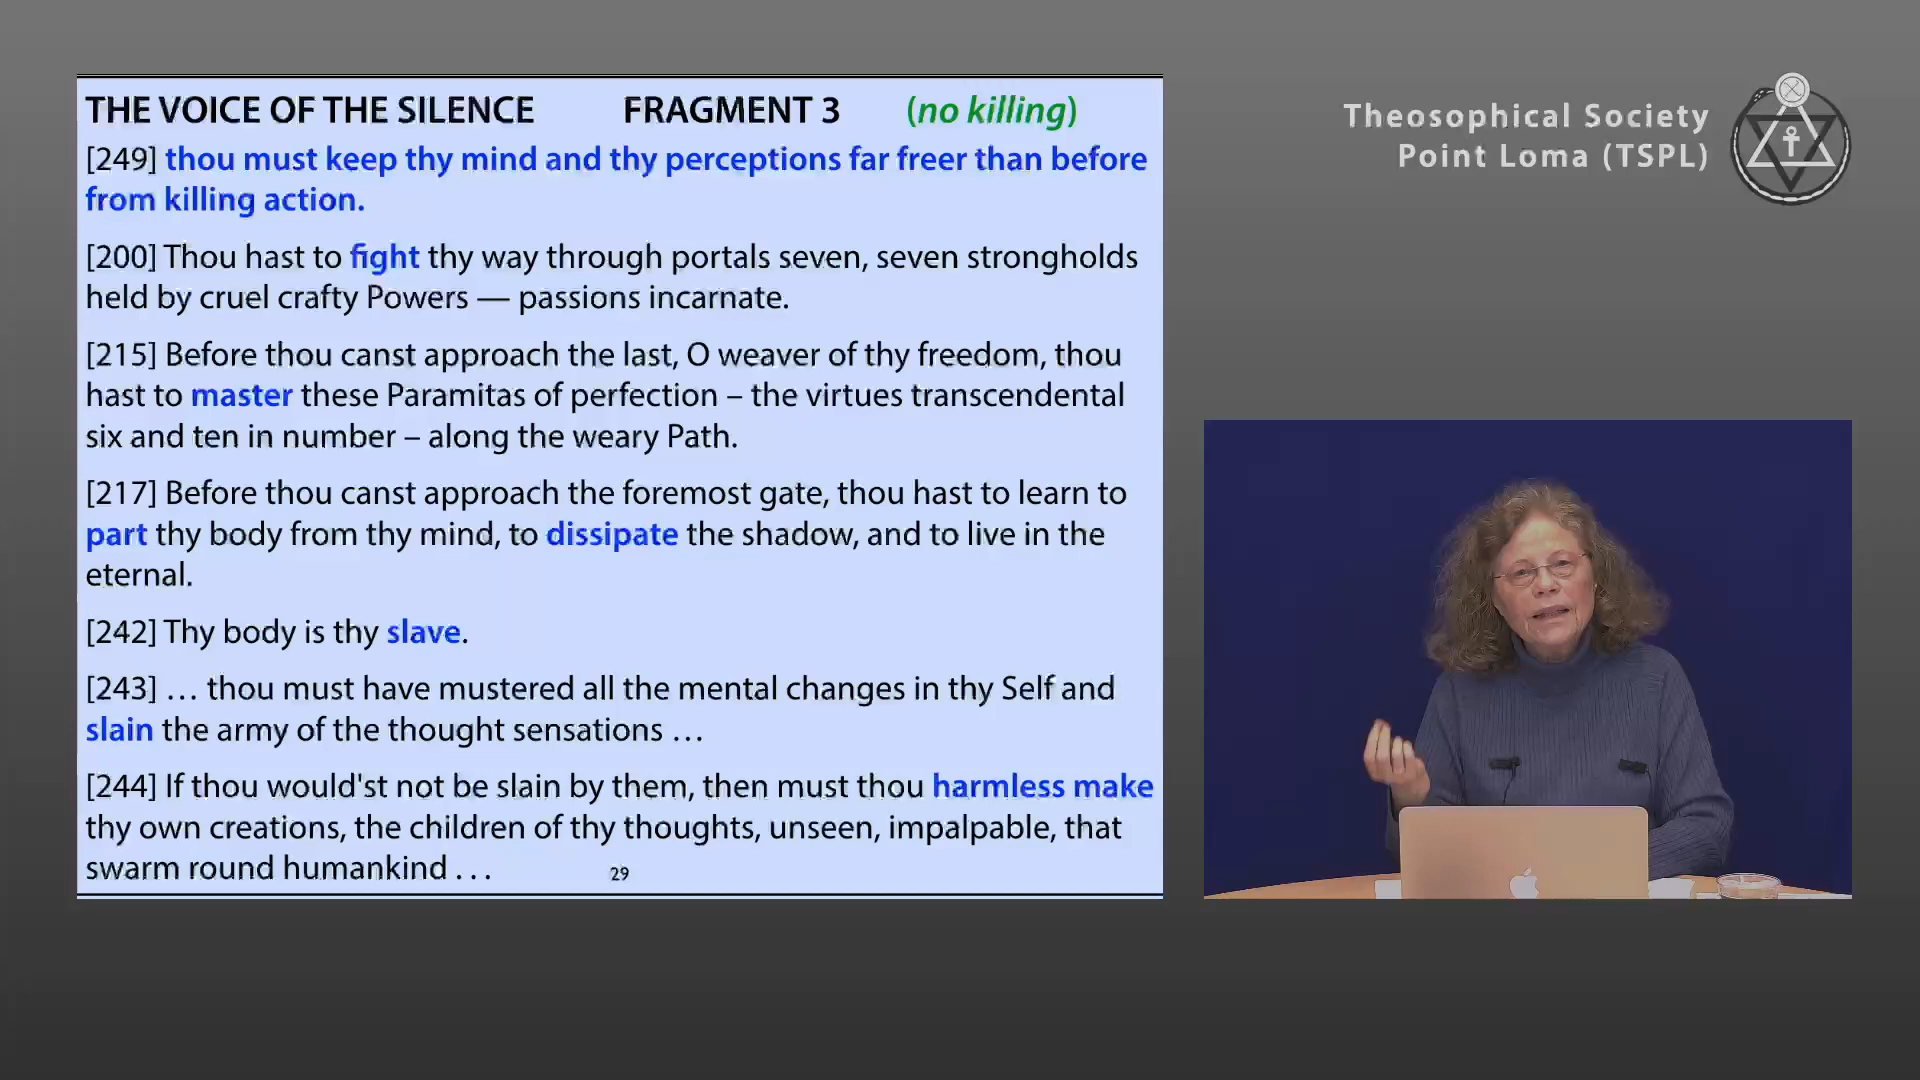 THE VOICE OF THE SILENCE FRAGMENT 3 (no killing)
[249] thou must keep thy mind and thy perceptions far freer than before
from killing action.
[200] Thou hast to fight thy way through portals seven, seven strongholds
held by cruel crafty Powers — passions incarnate.
[215] Before thou canst approach the last, O weaver of thy freedom, thou
hast to master these Paramitas of perfection – the virtues transcendental
six and ten in number – along the weary Path.
[217] Before thou canst approach the foremost gate, thou hast to learn to
part thy body from thy mind, to dissipate the shadow, and to live in the
eternal.
[242] Thy body is thy slave.
[243] … thou must have mustered all the mental changes in thy Self and
slain the army of the thought sensations …
[244] If thou would'st not be slain by them, then must thou harmless make
thy own creations, the children of thy thoughts, unseen, impalpable, that
swarm round humankind . . .
29
Theosophical Society
Point Loma (TSPL)